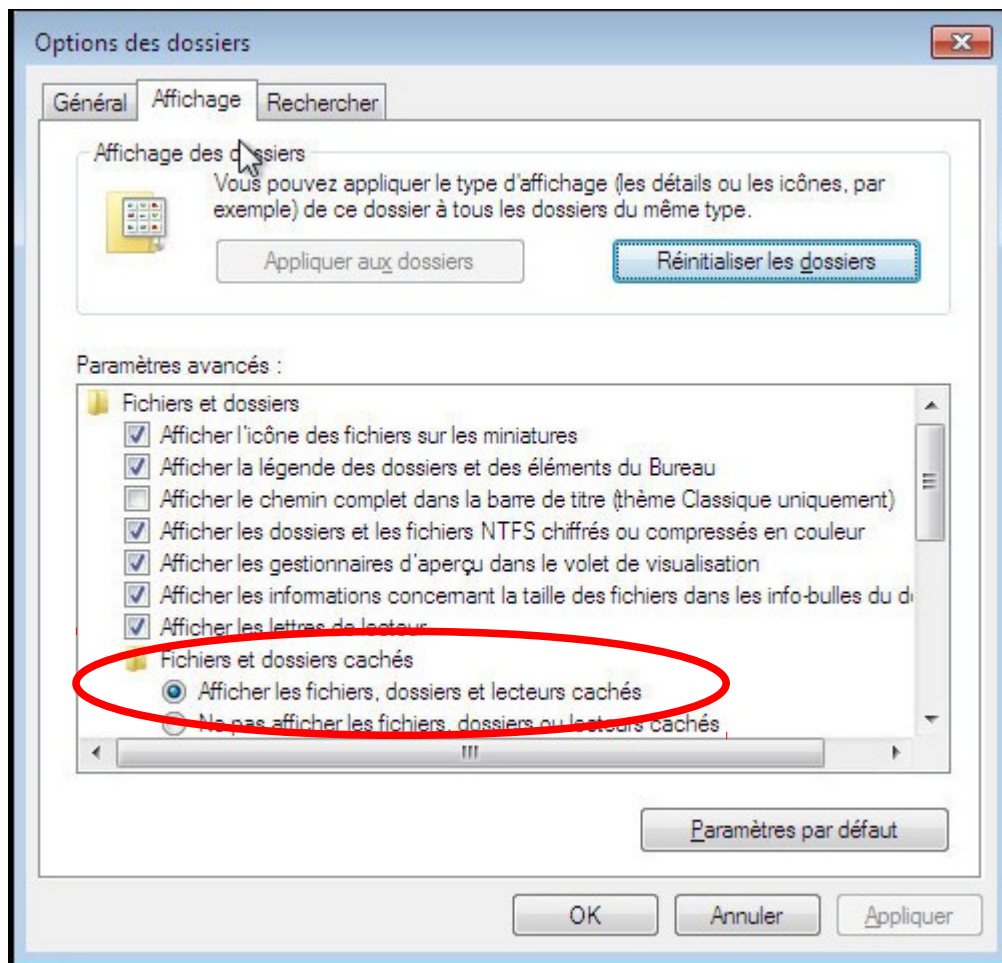 Options des dossiers
Général
Affichage
Rechercher
Affichage des dossiers
Vous pouvez appliquer le type d'affichage (les détails ou les icônes, par
exemple) de ce dossier à tous les dossiers du même type.
Appliquer aux dossiers
Réinitialiser les dossiers
Paramètres avancés :
Fichiers et dossiers
Afficher l'icône des fichiers sur les miniatures
Afficher la légende des dossiers et des éléments du Bureau
Afficher le chemin complet dans la barre de titre (thème Classique uniquement)
Afficher les dossiers et les fichiers NTFS chiffrés ou compressés en couleur
Afficher les gestionnaires d'aperçu dans le volet de visualisation
Afficher les informations concernant la taille des fichiers dans les info-bulles du
Afficher les lettres de lecteur
Fichiers et dossiers cachés
Afficher les fichiers, dossiers et lecteurs cachés
Ne pas afficher les fichiers, dossiers ou lecteurs cachés
Paramètres par défaut
OK
Annuler
Appliquer